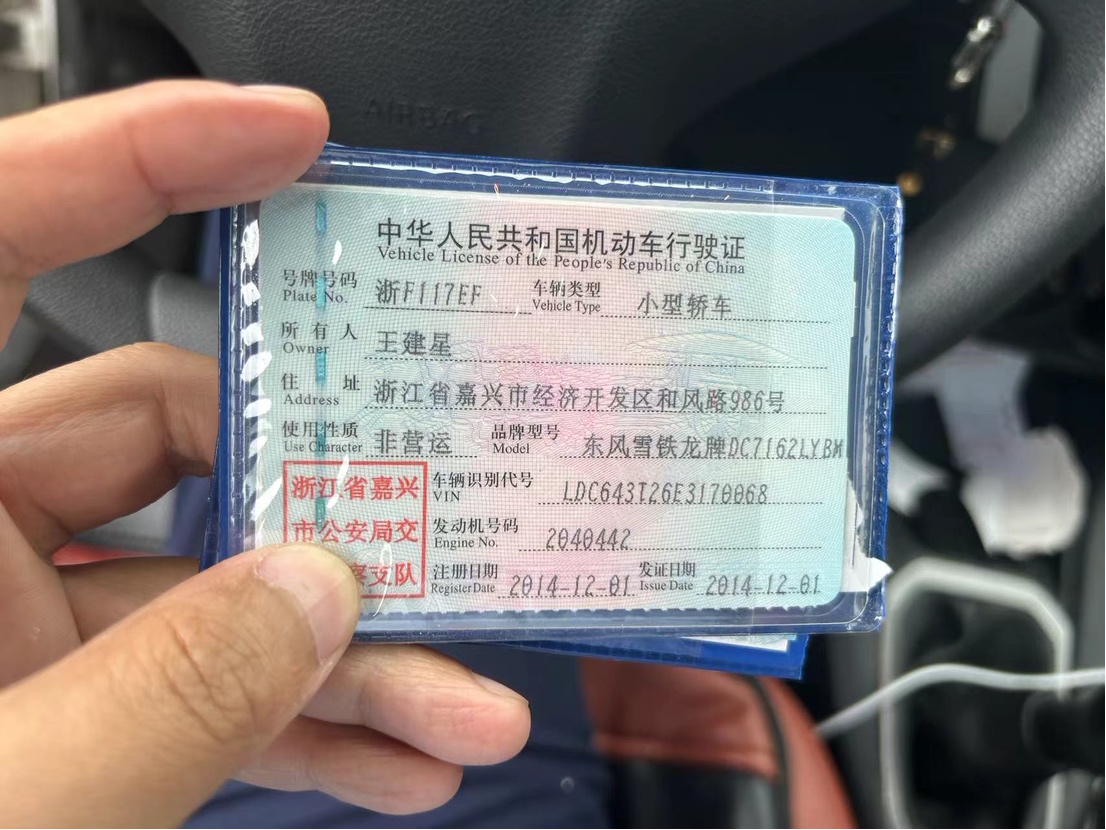 AIRBAG
中华人民共和国机动车行驶证
Vehicle License of the People's Republic of China
号牌号码 浙F117EF 车辆类型 小型轿车
Plate No. Vehicle Type
所有人 王建星
Owner
住址 浙江省嘉兴市经济开发区和风路986号
Address
使用性质 非营运 品牌型号 东风雪铁龙牌DC7162LYBM
Use Character Model
浙江省嘉兴
市公安局交
察支队
车辆识别代号 LDC643T26E3170068
VIN
发动机号码 2040442
Engine No.
注册日期 2014-12-01 发证日期 2014-12-01
Register Date Issue Date